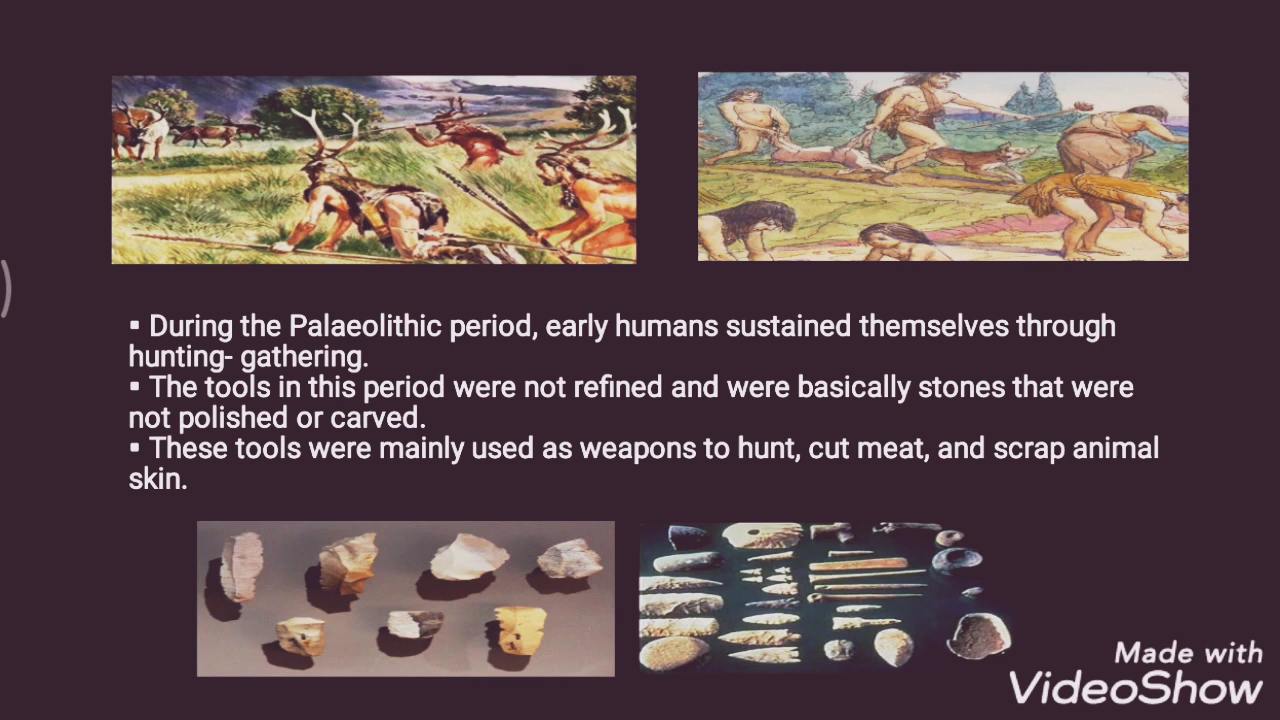 ▪ During the Palaeolithic period, early humans sustained themselves through
hunting- gathering.
▪ The tools in this period were not refined and were basically stones that were
not polished or carved.
▪ These tools were mainly used as weapons to hunt, cut meat, and scrap animal
skin.
Made with
VideoShow